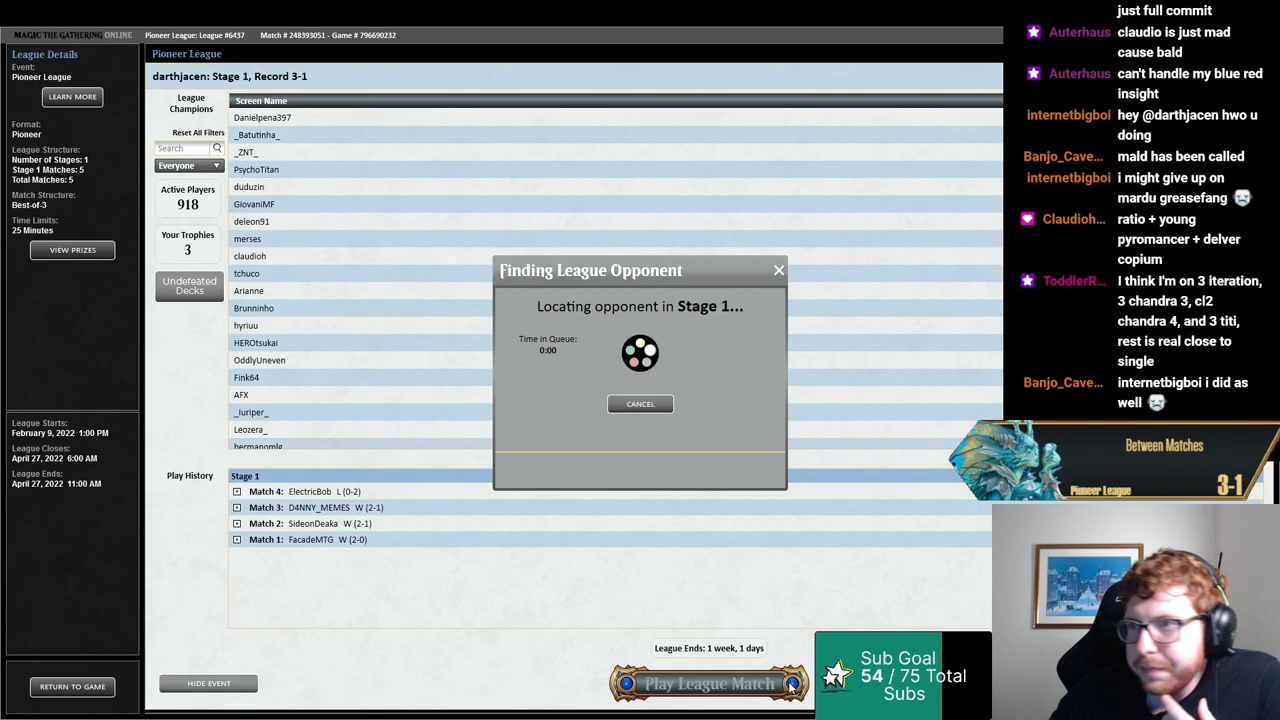 MAGIC THE GATHERING ONLINE
Pioneer League: League #6437
Match # 248393051 - Game # 796690232
League Details
Event:
Pioneer League
LEARN MORE
Format:
Pioneer
League Structure:
Number of Stages: 1
Stage 1 Matches: 5
Total Matches: 5
Match Structure:
Best-of-3
Time Limits:
25 Minutes
VIEW PRIZES
League Starts:
February 9, 2022 1:00 PM
League Closes:
April 27, 2022 6:00 AM
League Ends:
April 27, 2022 11:00 AM
RETURN TO GAME
Pioneer League
darthjacen: Stage 1, Record 3-1
League
Champions
Reset All Filters
Search
Everyone
Active Players
918
Your Trophies
3
Undefeated
Decks
Screen Name
Danielpena397
_Batutinha_
_ZNT_
PsychoTitan
duduzin
GiovaniMF
deleon91
merses
claudioh
tchuco
Arianne
Brunninho
hyriuu
HEROtsukai
OddlyUneven
Fink64
AFX
_Iuriper_
Leozera_
hermanomlg
Finding League Opponent
Locating opponent in Stage 1...
Time in Queue:
0:00
CANCEL
Play History
Stage 1
Match 4: ElectricBob L (0-2)
Match 3: D4NNY_MEMES W (2-1)
Match 2: SideonDeaka W (2-1)
Match 1: FacadeMTG W (2-0)
League Ends: 1 week, 1 days
HIDE EVENT
Play League Match
just full commit
Auterhaus claudio is just mad
cause bald
Auterhaus can't handle my blue red
insight
internetbigboi hey @darthjacen hwo u
doing
Banjo_Cave... mald has been called
internetbigboi i might give up on
mardu greasefang
Claudioh... ratio + young
pyromancer + delver
copium
ToddlerR... I think I'm on 3 iteration,
3 chandra 3, cl2
chandra 4, and 3 titi,
rest is real close to
single
Banjo_Cave... internetbigboi i did as
well
Between Matches
Pioneer League
3-1
Sub Goal
54 / 75 Total
Subs